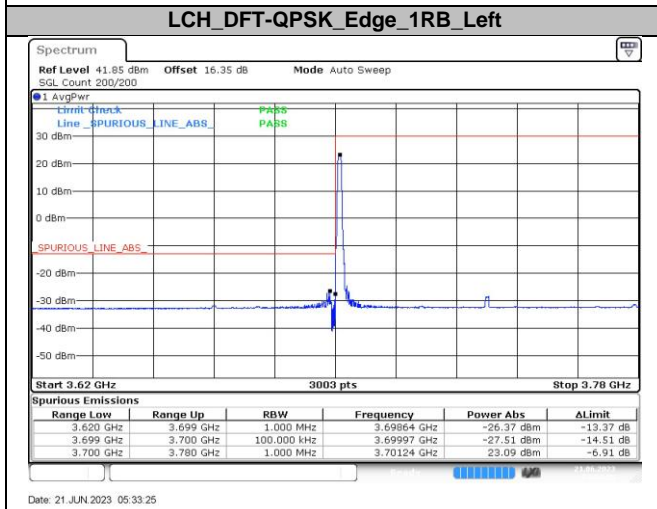 LCH_DFT-QPSK_Edge_1RB_Left
Spectrum
Ref Level 41.85 dBm Offset 16.35 dB Mode Auto Sweep
SGL Count 200/200
1 AvgPwr
Limit Check PASS
Line _SPURIOUS_LINE_ABS_ PASS
30 dBm
20 dBm
10 dBm
0 dBm
_SPURIOUS_LINE_ABS_
-20 dBm
-30 dBm
-40 dBm
-50 dBm
Start 3.62 GHz 3003 pts Stop 3.78 GHz
Spurious Emissions
Range Low Range Up RBW Frequency Power Abs ΔLimit
3.620 GHz 3.699 GHz 1.000 MHz 3.69864 GHz -26.37 dBm -13.37 dB
3.699 GHz 3.700 GHz 100.000 kHz 3.69997 GHz -27.51 dBm -14.51 dB
3.700 GHz 3.780 GHz 1.000 MHz 3.70124 GHz 23.09 dBm -6.91 dB
Date: 21.JUN.2023 05:33:25